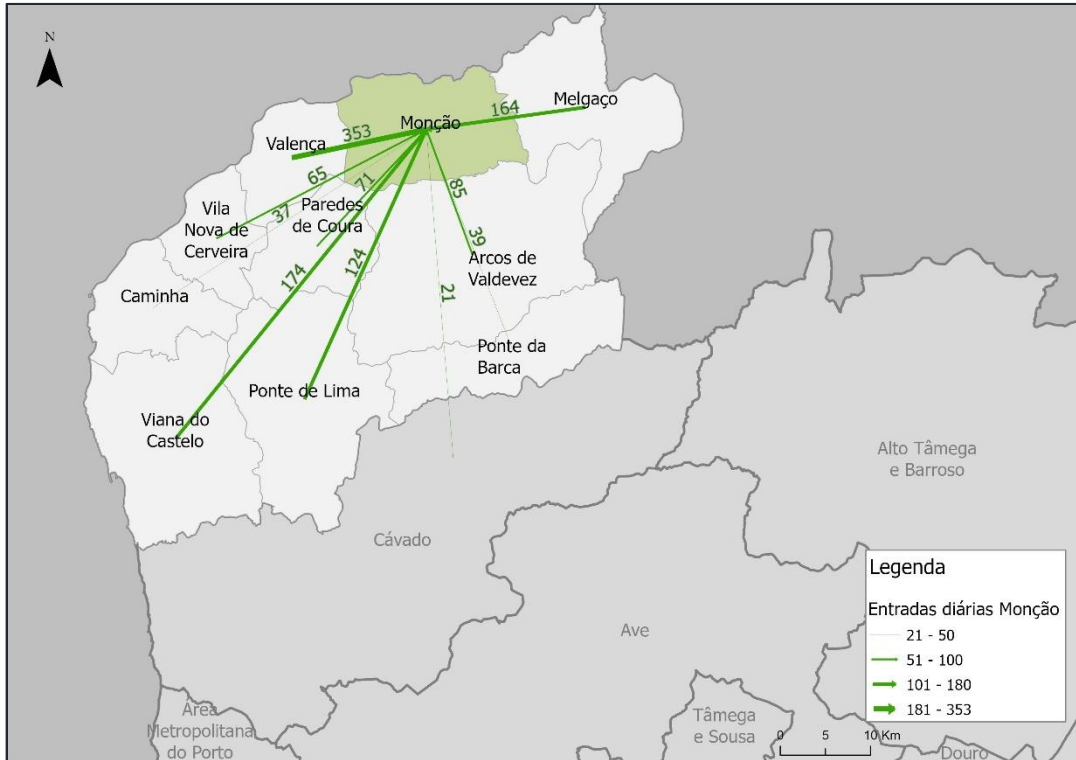 N
Melgaço
164
Monção
353
Valença
65
71
85
37
Vila
Nova de
Cerveira
Paredes
de Coura
39
Arcos de
Valdevez
124
174
21
Caminha
Ponte da
Barca
Ponte de Lima
Viana do
Castelo
Alto Tâmega
e Barroso
Cávado
Ave
Área
Metropolitana
do Porto
Tâmega
e Sousa
Douro
Legenda
Entradas diárias Monção
21 - 50
51 - 100
101 - 180
181 - 353
0 5 10 Km